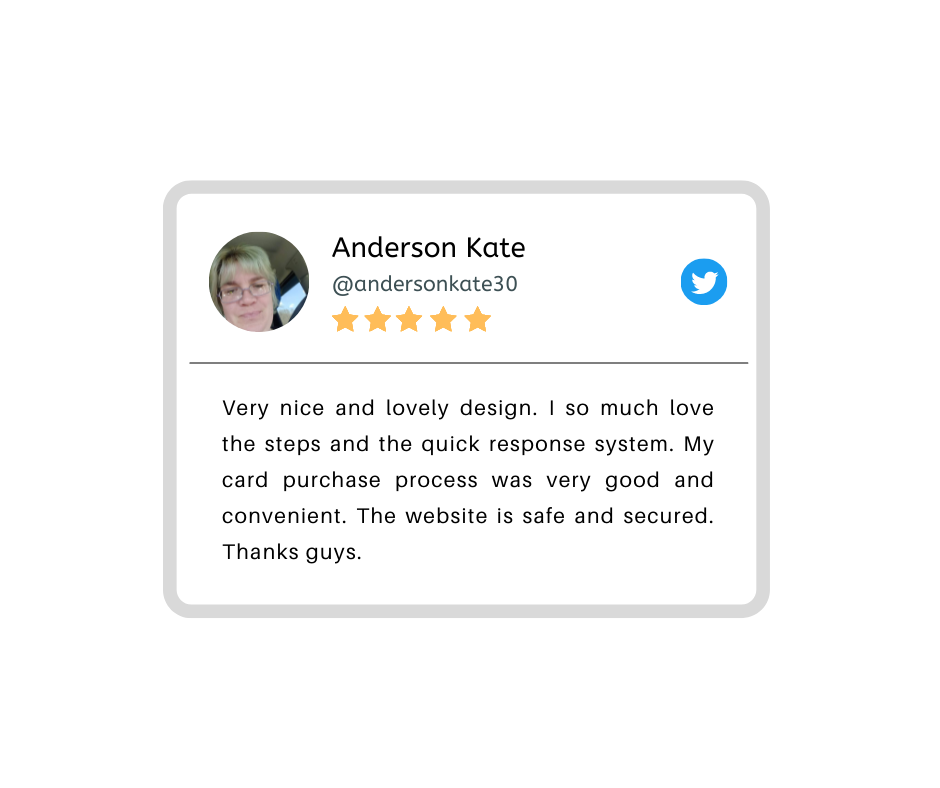 Anderson Kate
@andersonkate30
Very nice and lovely design. I so much love
the steps and the quick response system. My
card purchase process was very good and
convenient. The website is safe and secured.
Thanks guys.